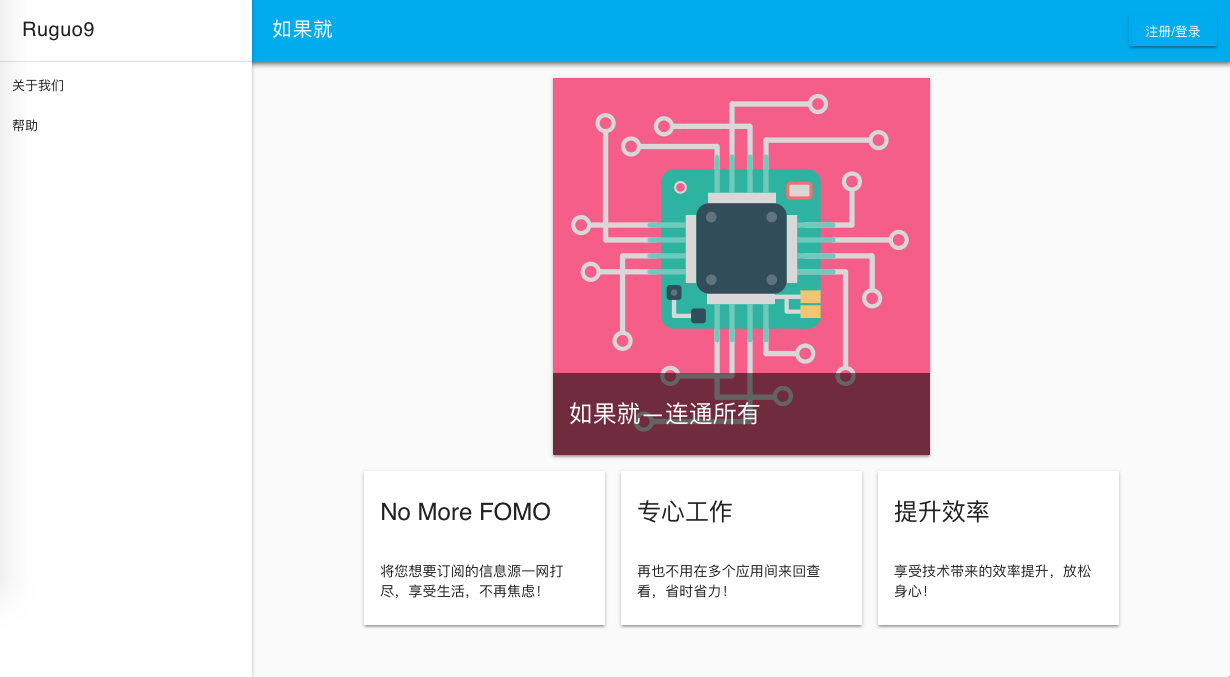 Ruguo9
如果就
注册/登录
关于我们
帮助
如果就 — 连通所有
No More FOMO
将您想要订阅的信息源一网打
尽，享受生活，不再焦虑！
专心工作
再也不用在多个应用间来回查
看，省时省力！
提升效率
享受技术带来的效率提升，放松
身心！